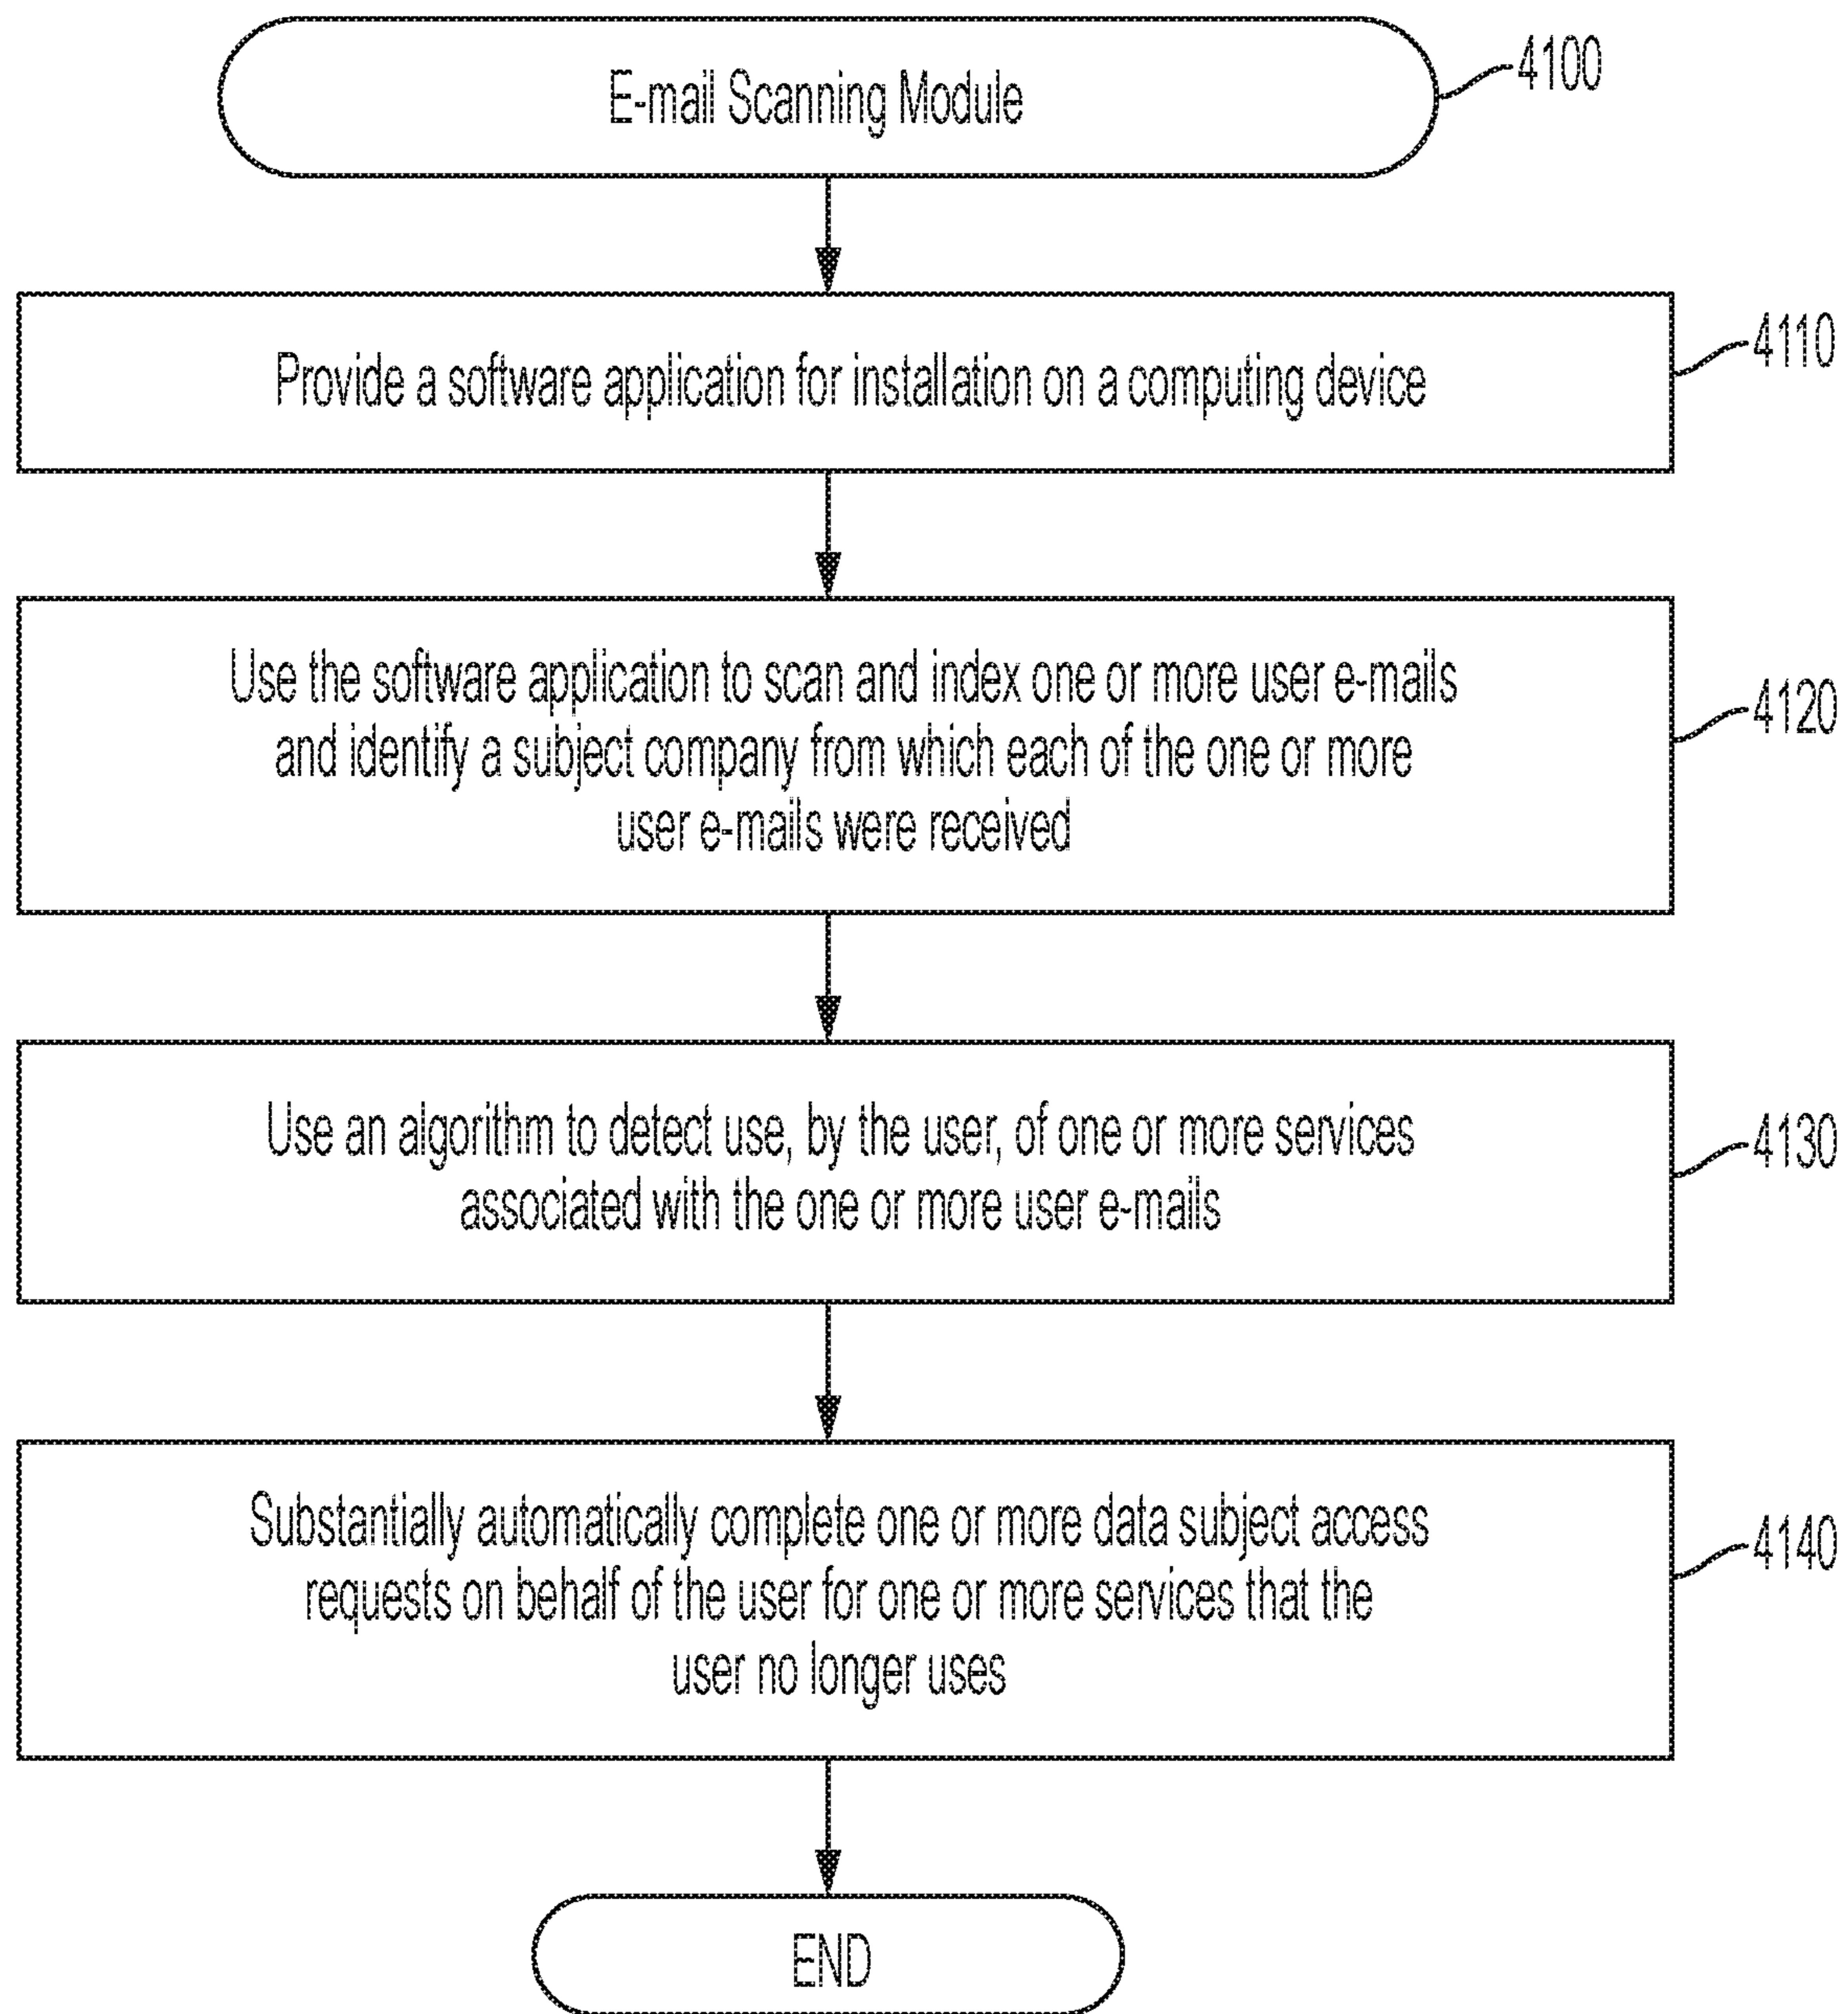 E-mail Scanning Module
4100
Provide a software application for installation on a computing device
4110
Use the software application to scan and index one or more user e-mails
and identify a subject company from which each of the one or more
user e-mails were received
4120
Use an algorithm to detect use, by the user, of one or more services
associated with the one or more user e-mails
4130
Substantially automatically complete one or more data subject access
requests on behalf of the user for one or more services that the
user no longer uses
4140
END